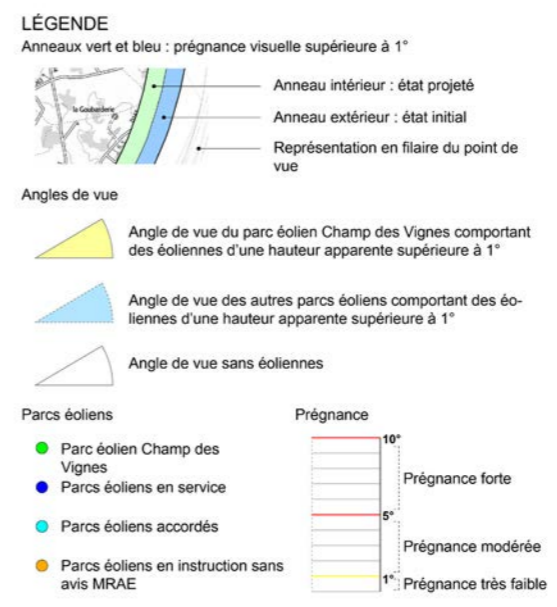 LÉGENDE
Anneaux vert et bleu : prégnance visuelle supérieure à 1°
la Goubarderie
Anneau intérieur : état projeté
Anneau extérieur : état initial
Représentation en filaire du point de
vue
Angles de vue
Angle de vue du parc éolien Champ des Vignes comportant
des éoliennes d'une hauteur apparente supérieure à 1°
Angle de vue des autres parcs éoliens comportant des éo-
liennes d'une hauteur apparente supérieure à 1°
Angle de vue sans éoliennes
Parcs éoliens
Parc éolien Champ des
Vignes
Parcs éoliens en service
Parcs éoliens accordés
Parcs éoliens en instruction sans
avis MRAE
Prégnance
10°
Prégnance forte
5°
Prégnance modérée
1°
Prégnance très faible